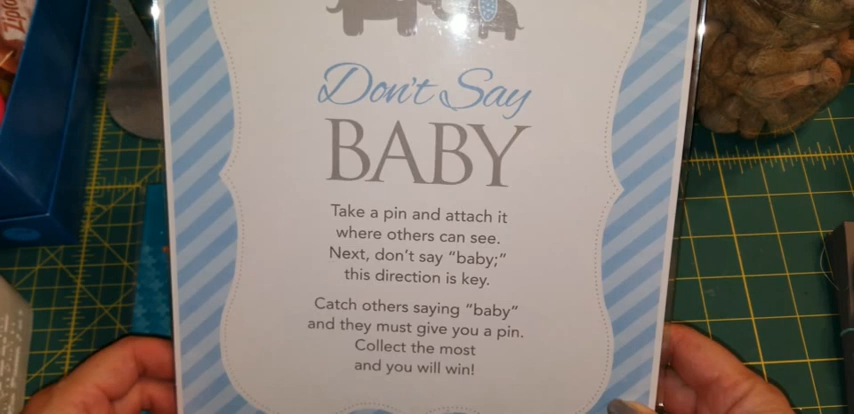 Don't Say
BABY
Take a pin and attach it
where others can see.
Next, don't say "baby;"
this direction is key.
Catch others saying "baby"
and they must give you a pin.
Collect the most
and you will win!